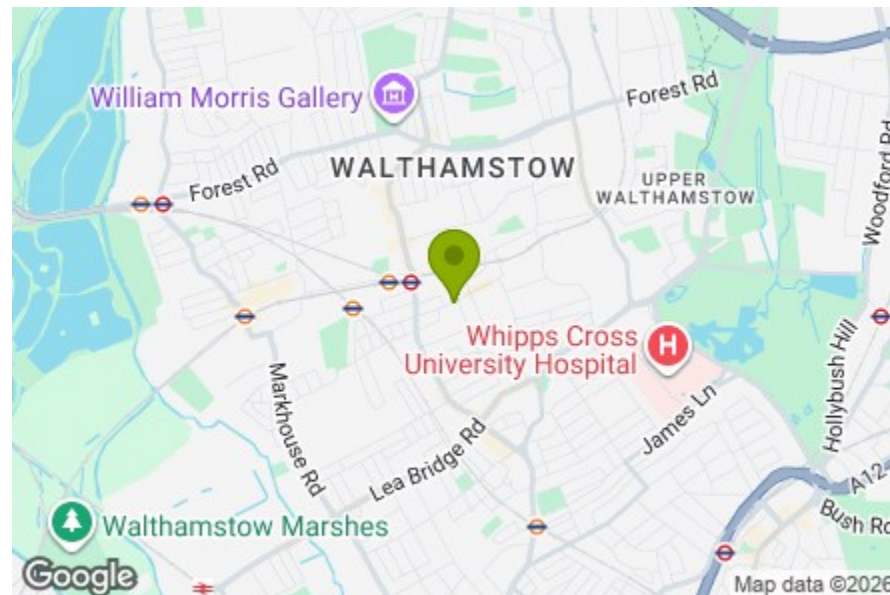 William Morris Gallery
Forest Rd
WALTHAMSTOW
Forest Rd
UPPER
WALTHAMSTOW
Woodford Rd
Whipps Cross
University Hospital
H
Markhouse Rd
Lea Bridge Rd
James Ln
Hollybush Hill
A12
Bush Rd
Walthamstow Marshes
Google
Map data ©2026